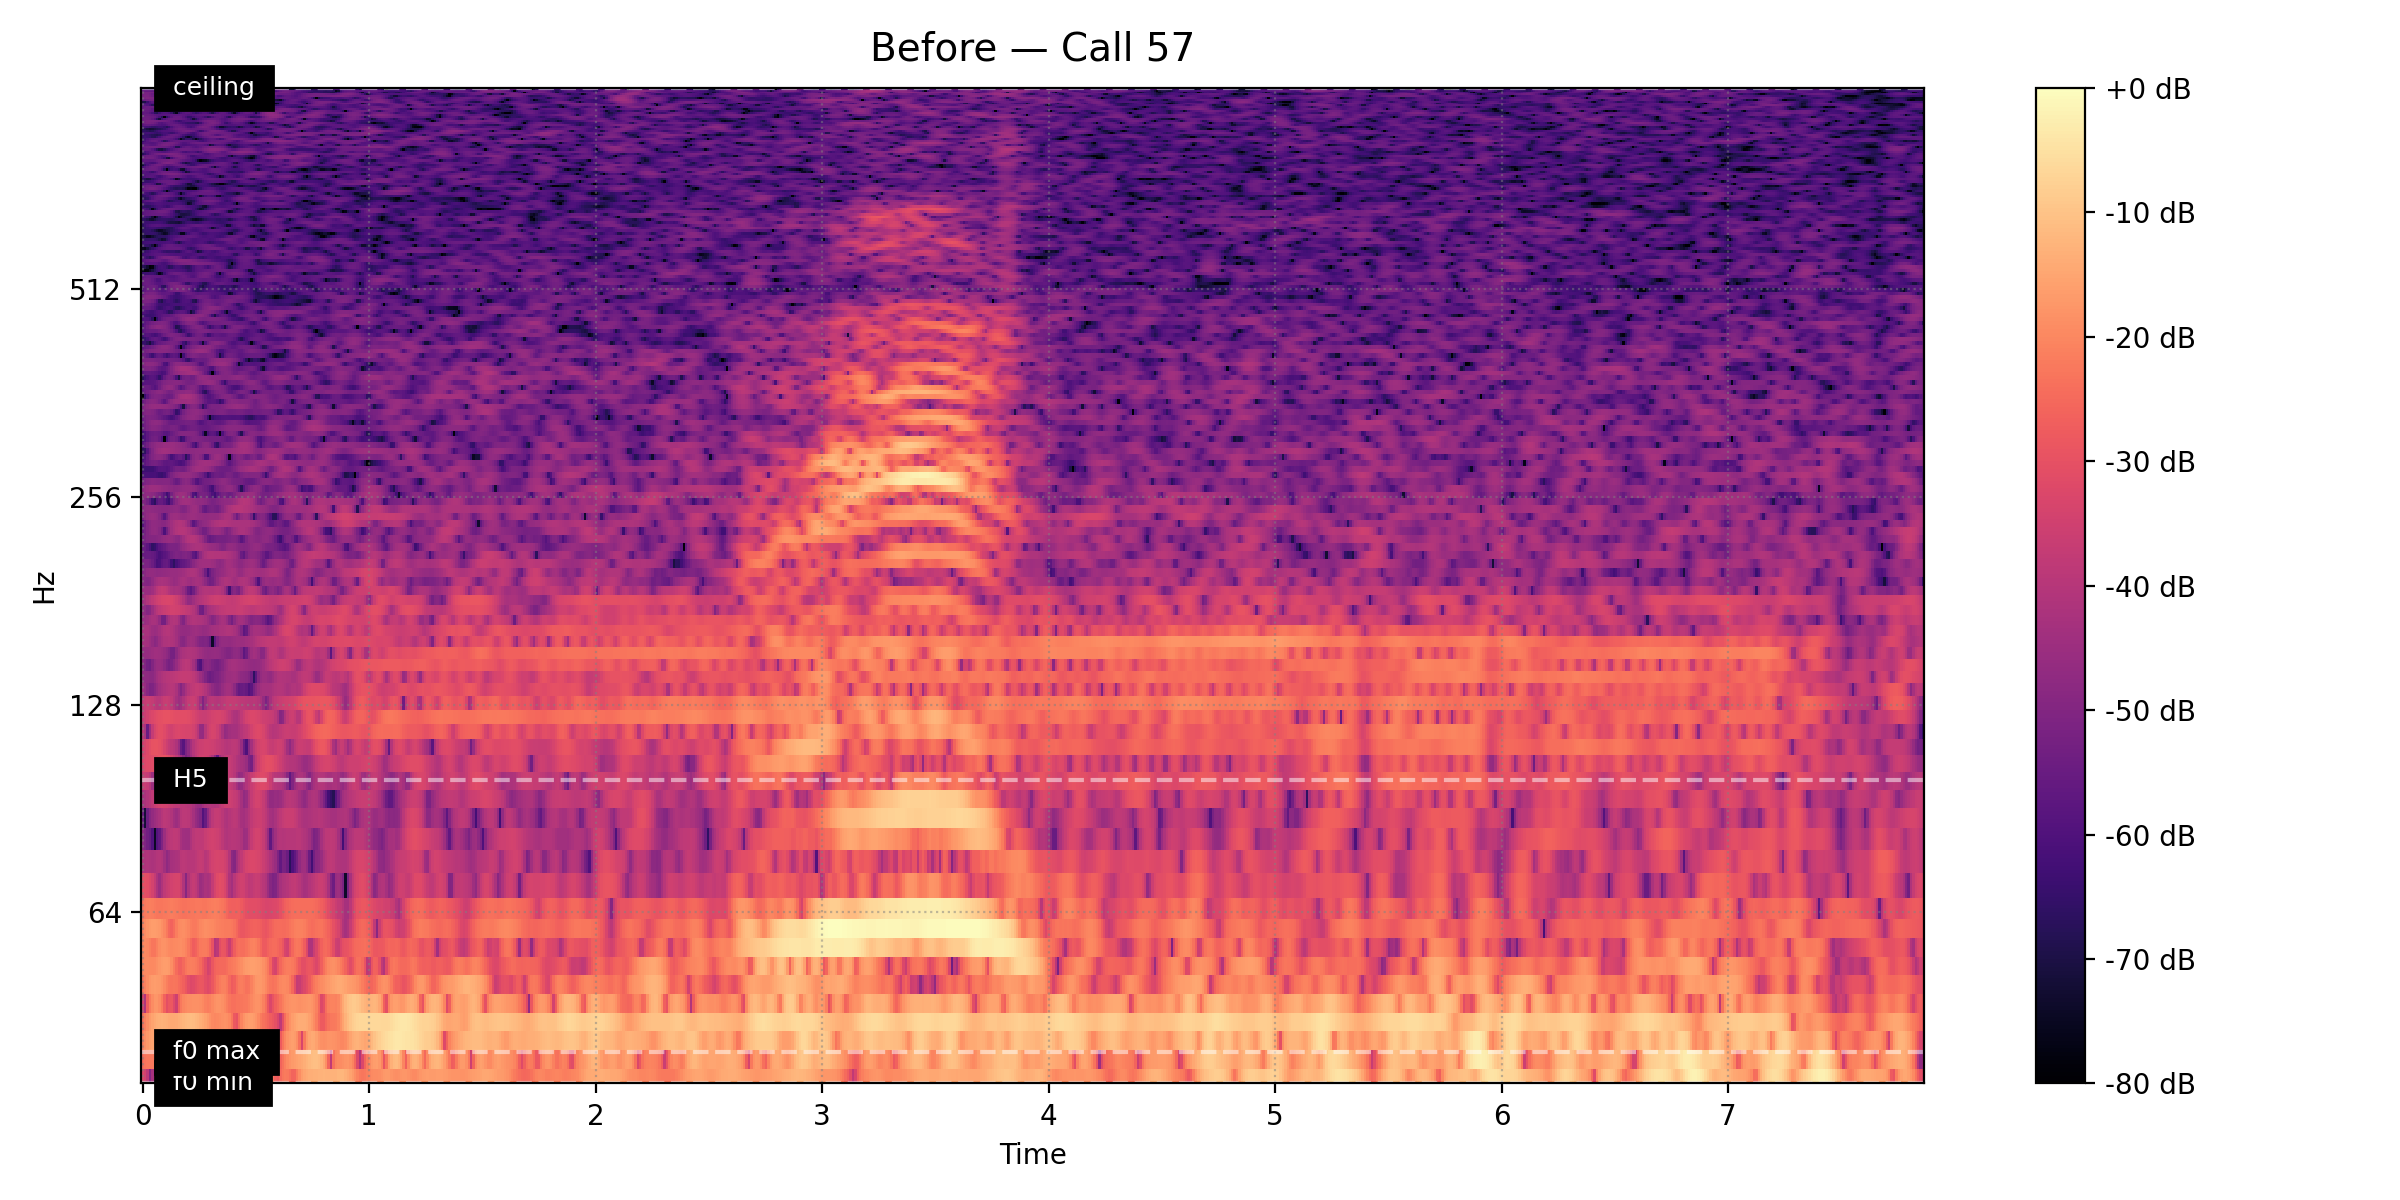 Before — Call 57
ceiling
512
256
128
64
Hz
H5
f0 max
f0 min
0 1 2 3 4 5 6 7
Time
+0 dB
-10 dB
-20 dB
-30 dB
-40 dB
-50 dB
-60 dB
-70 dB
-80 dB